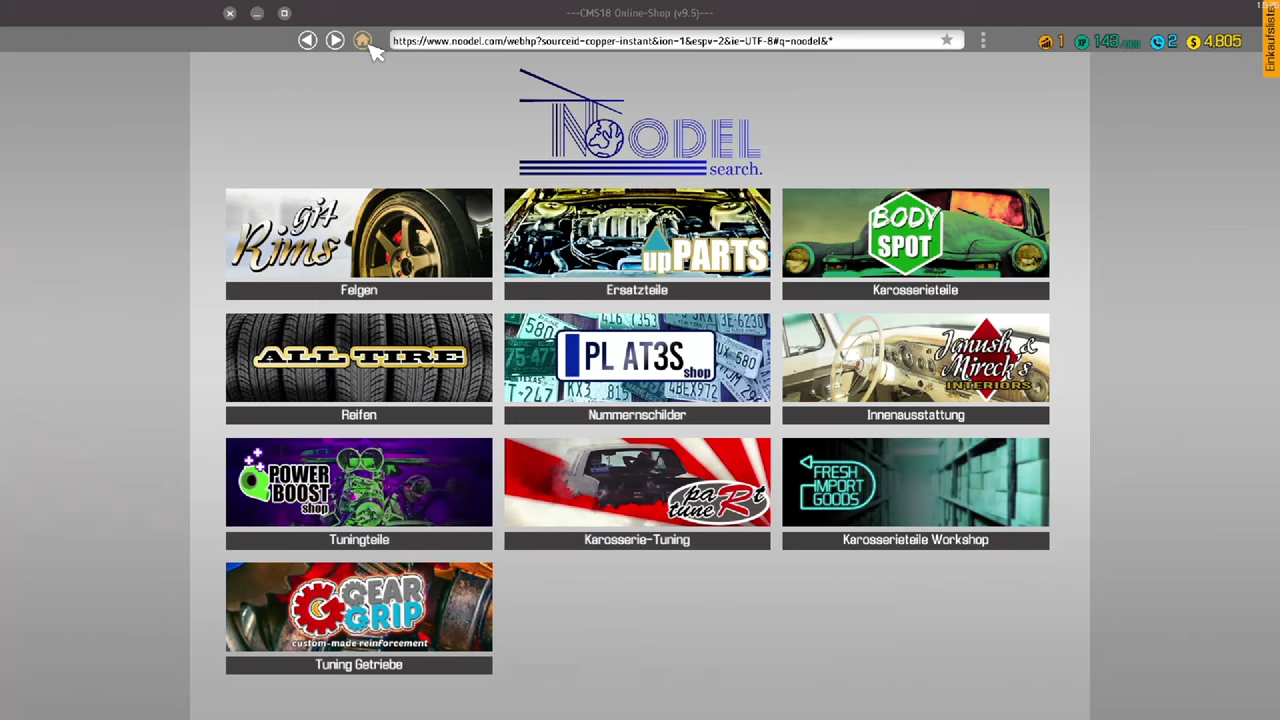 ---CMS18 Online-Shop (v9.5)---
https://www.noodel.com/webhp?sourceid-copper-instant&ion-1&espv-2&ie-UTF-8#q-noodel&*
1
XP 143
2
$ 4,805
Einkaufsliste
NOODEL
search.
gj4
Rims
Felgen
upPARTS
Ersatzteile
BODY
SPOT
Karosserieteile
ALL TIRE
Reifen
PL AT3S
shop
Nummernschilder
Janush &
Mireck's
INTERIORS
Innenausstattung
POWER
BOOST
shop
Tuningteile
paRt
tune
Karosserie-Tuning
FRESH
IMPORT
GOODS
Karosserieteile Workshop
GEAR
GRIP
custom-made reinforcement
Tuning Getriebe